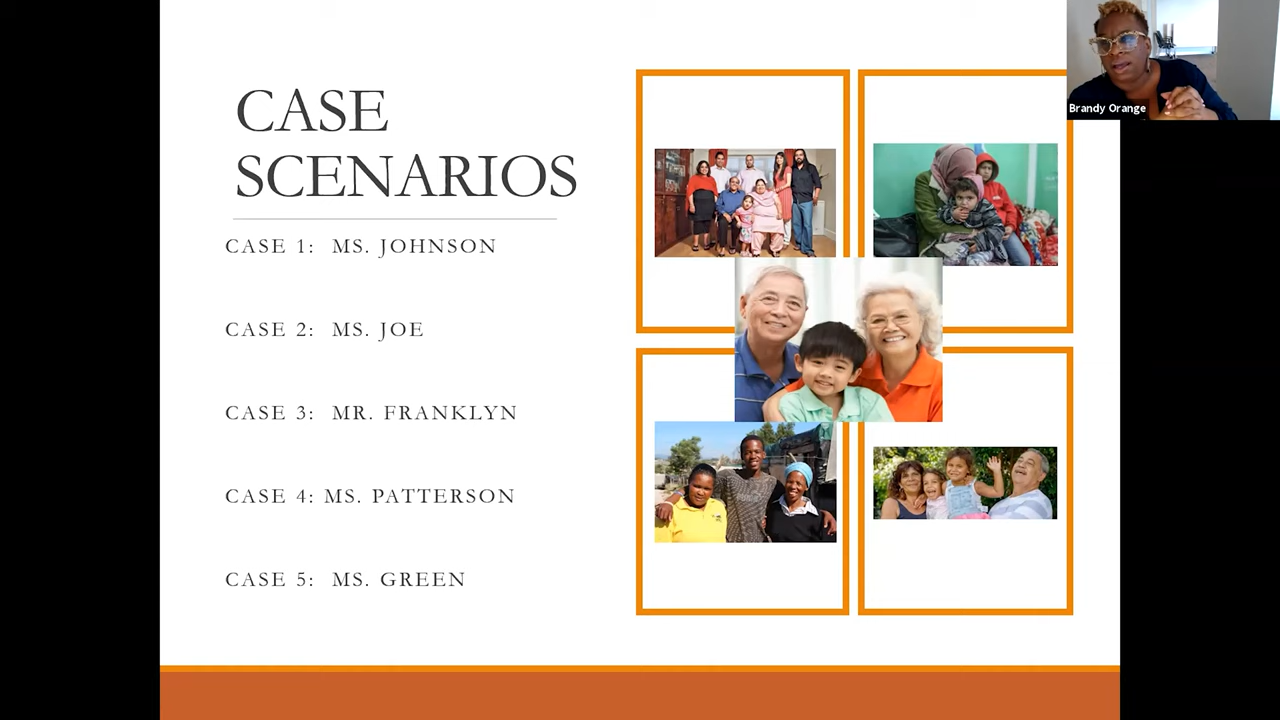 CASE
SCENARIOS
CASE 1: MS. JOHNSON
CASE 2: MS. JOE
CASE 3: MR. FRANKLYN
CASE 4: MS. PATTERSON
CASE 5: MS. GREEN
Brandy Orange